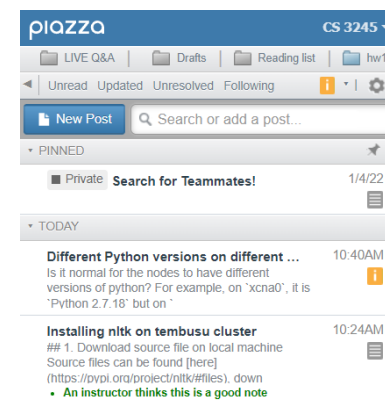 piazza CS 3245
LIVE Q&A Drafts Reading list hw1
Unread Updated Unresolved Following i
New Post Search or add a post...
PINNED
Private Search for Teammates! 1/4/22
TODAY
Different Python versions on different ... 10:40AM
Is it normal for the nodes to have different
versions of python? For example, on `xcna0`, it is
`Python 2.7.18` but on `
i
Installing nltk on tembusu cluster 10:24AM
## 1. Download source file on local machine
Source files can be found [here]
(https://pypi.org/project/nltk/#files). down
• An instructor thinks this is a good note